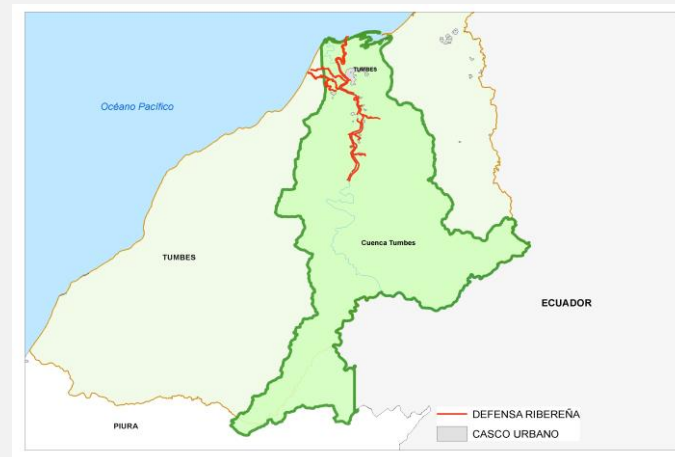 TUMBES
Océano Pacífico
Cuenca Tumbes
TUMBES
ECUADOR
DEFENSA RIBEREÑA
PIURA
CASCO URBANO